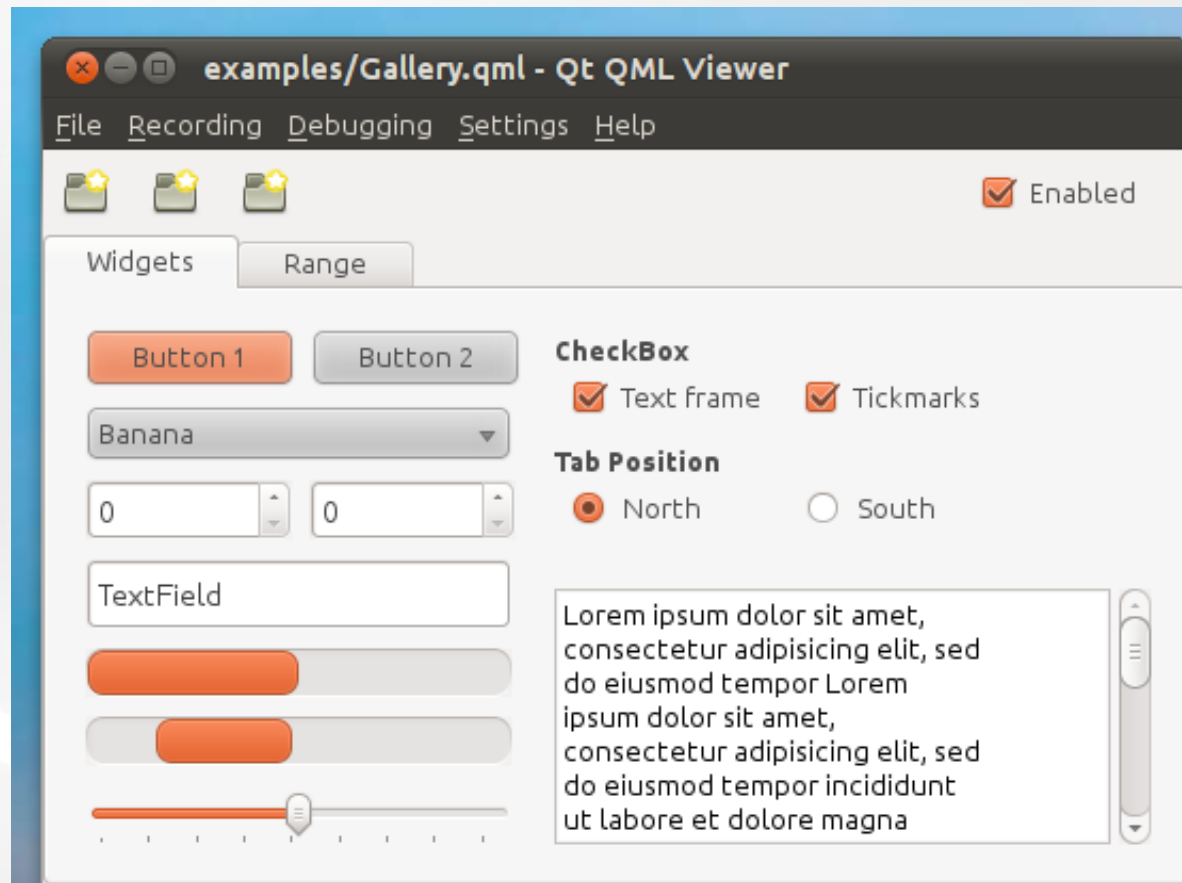 examples/Gallery.qml - Qt QML Viewer
File Recording Debugging Settings Help
Enabled
Widgets Range
Button 1 Button 2
Banana
0 0
TextField
CheckBox
Text frame Tickmarks
Tab Position
North South
Lorem ipsum dolor sit amet,
consectetur adipisicing elit, sed
do eiusmod tempor Lorem
ipsum dolor sit amet,
consectetur adipisicing elit, sed
do eiusmod tempor incididunt
ut labore et dolore magna